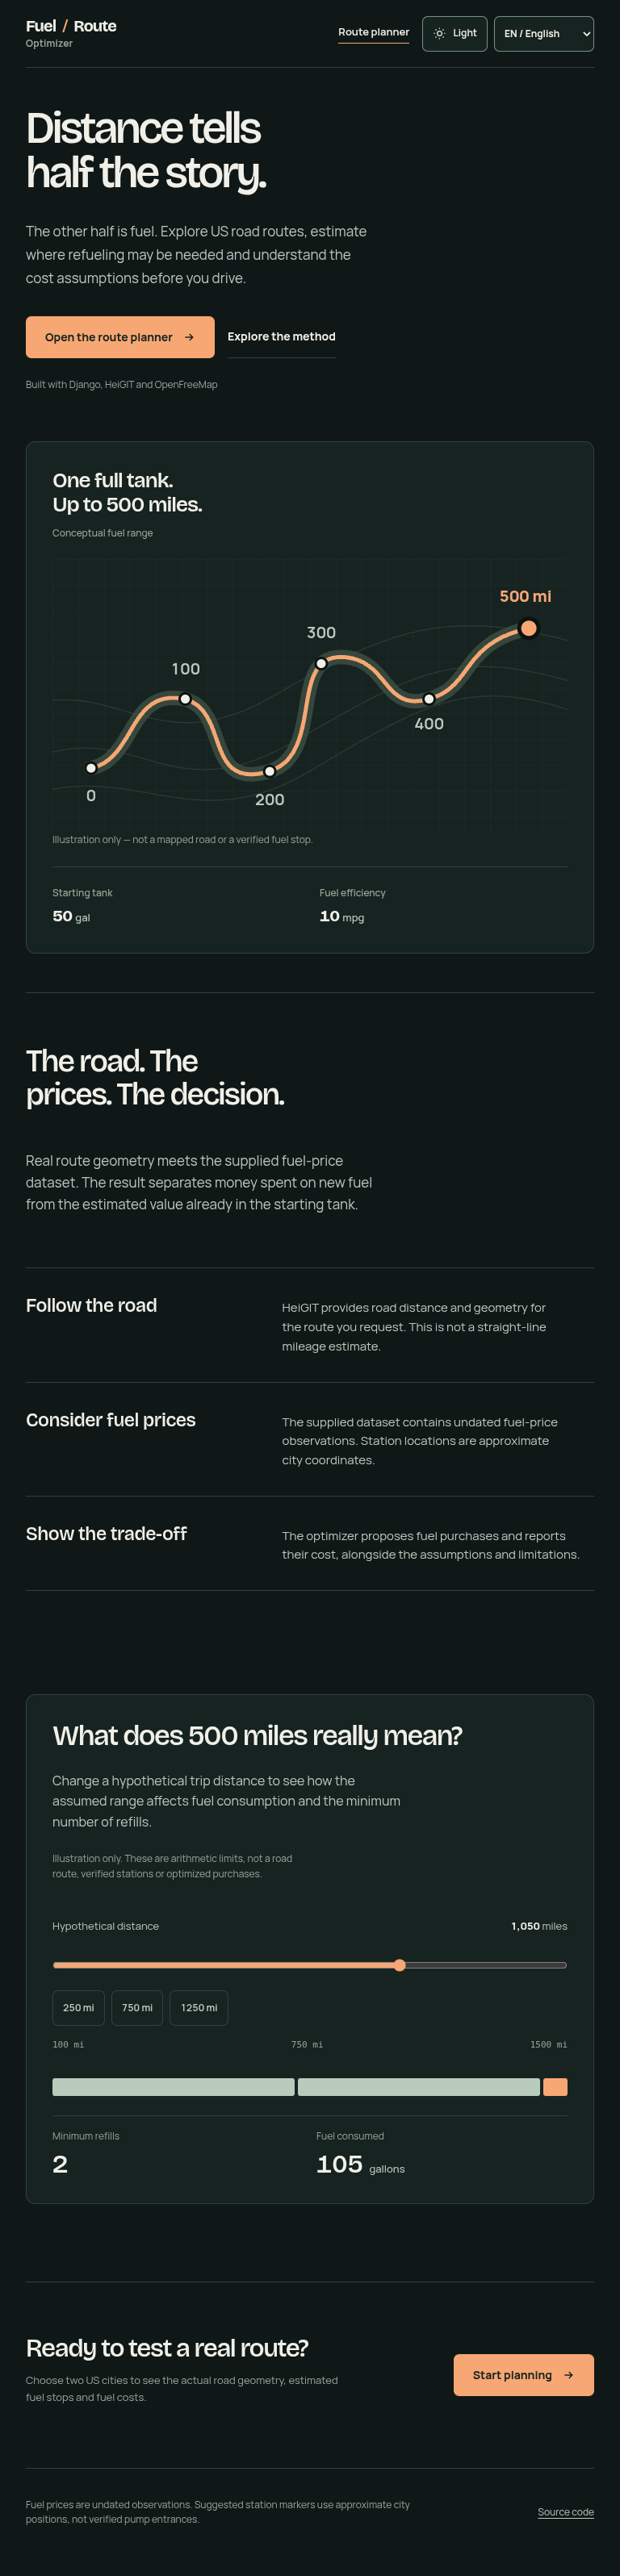 Fuel / Route
Optimizer
Route planner
Light
EN / English
Distance tells
half the story.
The other half is fuel. Explore US road routes, estimate
where refueling may be needed and understand the
cost assumptions before you drive.
Open the route planner →
Explore the method
Built with Django, HeiGIT and OpenFreeMap
One full tank.
Up to 500 miles.
Conceptual fuel range
500 mi
300
100
400
0
200
Illustration only — not a mapped road or a verified fuel stop.
Starting tank
50 gal
Fuel efficiency
10 mpg
The road. The
prices. The decision.
Real route geometry meets the supplied fuel-price
dataset. The result separates money spent on new fuel
from the estimated value already in the starting tank.
Follow the road
HeiGIT provides road distance and geometry for
the route you request. This is not a straight-line
mileage estimate.
Consider fuel prices
The supplied dataset contains undated fuel-price
observations. Station locations are approximate
city coordinates.
Show the trade-off
The optimizer proposes fuel purchases and reports
their cost, alongside the assumptions and limitations.
What does 500 miles really mean?
Change a hypothetical trip distance to see how the
assumed range affects fuel consumption and the minimum
number of refills.
Illustration only. These are arithmetic limits, not a road
route, verified stations or optimized purchases.
Hypothetical distance
1,050 miles
250 mi
750 mi
1250 mi
100 mi
750 mi
1500 mi
Minimum refills
2
Fuel consumed
105 gallons
Ready to test a real route?
Choose two US cities to see the actual road geometry, estimated
fuel stops and fuel costs.
Start planning →
Fuel prices are undated observations. Suggested station markers use approximate city
positions, not verified pump entrances.
Source code